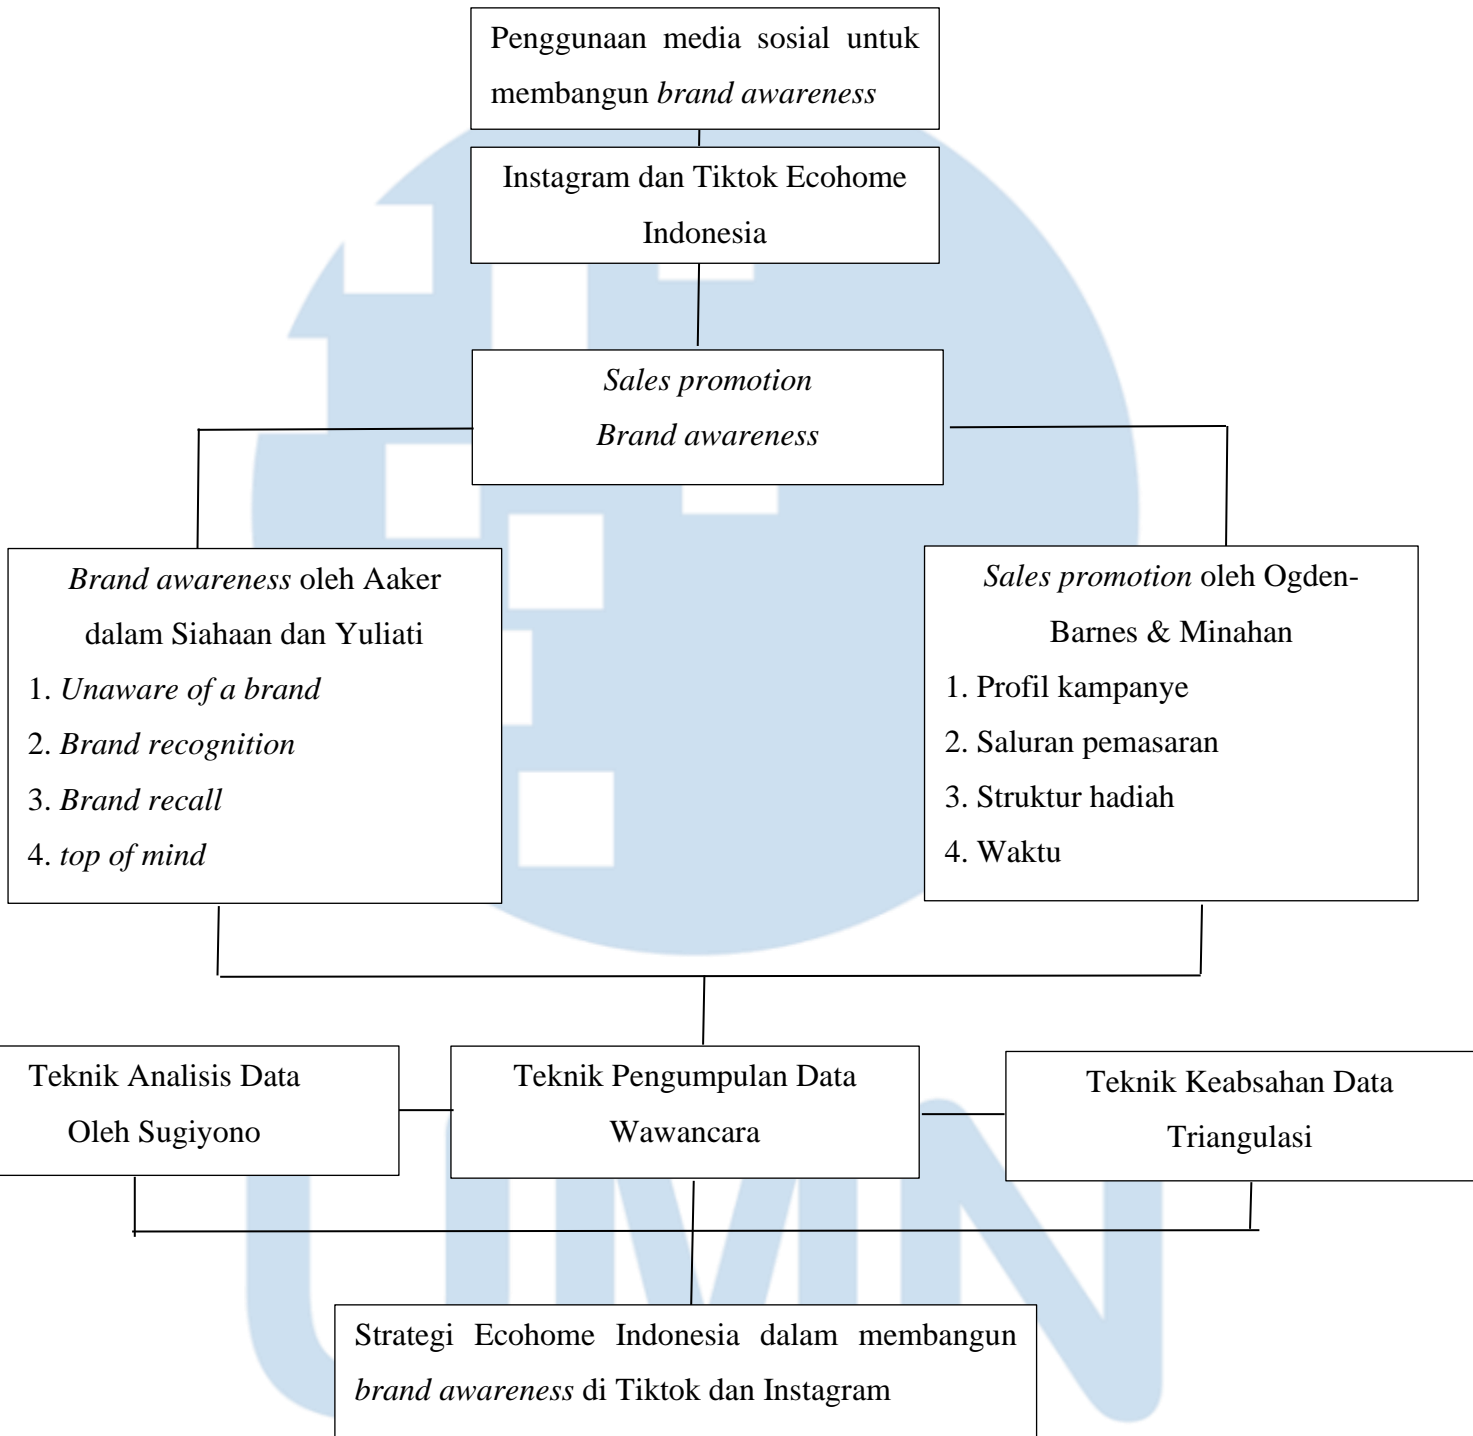 Penggunaan media sosial untuk
membangun brand awareness
Instagram dan Tiktok Ecohome
Indonesia
Sales promotion
Brand awareness
Brand awareness oleh Aaker
dalam Siahaan dan Yuliati
1. Unaware of a brand
2. Brand recognition
3. Brand recall
4. top of mind
Sales promotion oleh Ogden-
Barnes & Minahan
1. Profil kampanye
2. Saluran pemasaran
3. Struktur hadiah
4. Waktu
Teknik Analisis Data
Oleh Sugiyono
Teknik Pengumpulan Data
Wawancara
Teknik Keabsahan Data
Triangulasi
UMN
Strategi Ecohome Indonesia dalam membangun
brand awareness di Tiktok dan Instagram